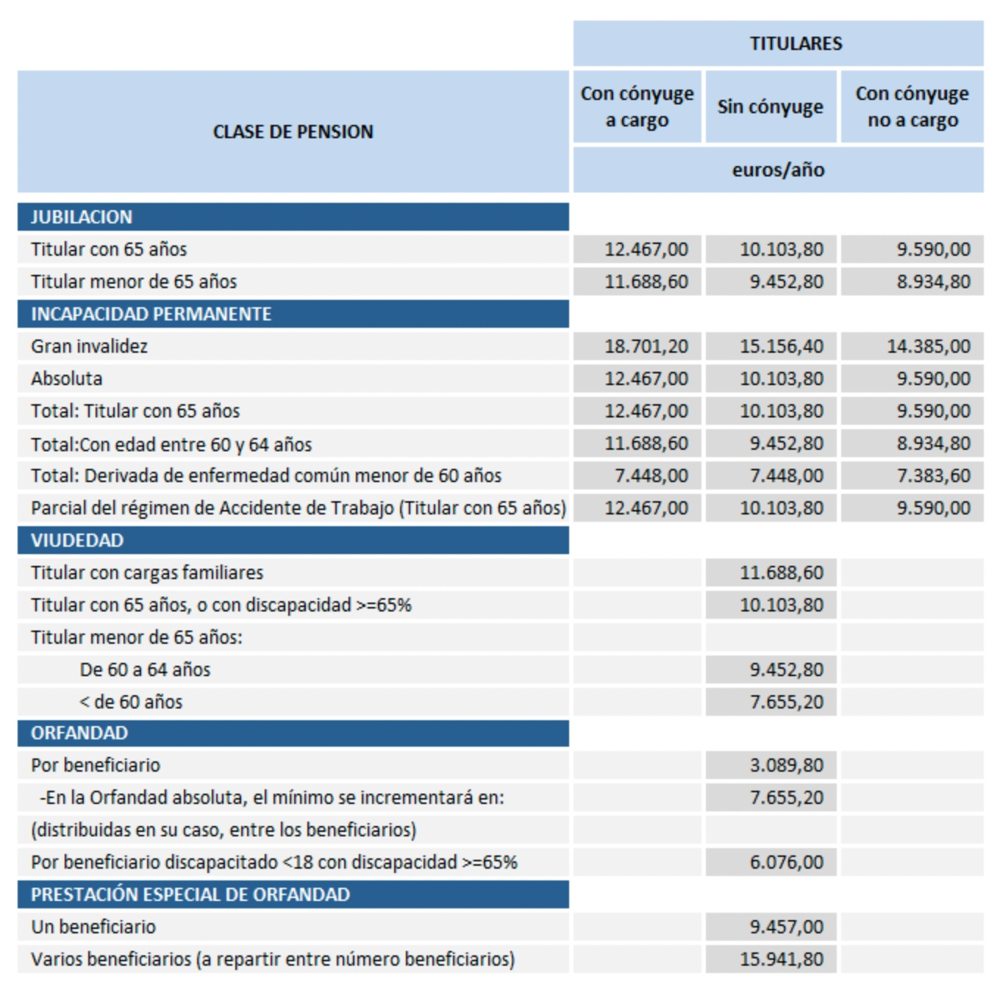 TITULARES
CLASE DE PENSION
Con cónyuge
a cargo
Sin cónyuge
Con cónyuge
no a cargo
euros/año
JUBILACION
Titular con 65 años 12.467,00 10.103,80 9.590,00
Titular menor de 65 años 11.688,60 9.452,80 8.934,80
INCAPACIDAD PERMANENTE
Gran invalidez 18.701,20 15.156,40 14.385,00
Absoluta 12.467,00 10.103,80 9.590,00
Total: Titular con 65 años 12.467,00 10.103,80 9.590,00
Total:Con edad entre 60 y 64 años 11.688,60 9.452,80 8.934,80
Total: Derivada de enfermedad común menor de 60 años 7.448,00 7.448,00 7.383,60
Parcial del régimen de Accidente de Trabajo (Titular con 65 años) 12.467,00 10.103,80 9.590,00
VIUDEDAD
Titular con cargas familiares 11.688,60
Titular con 65 años, o con discapacidad >=65% 10.103,80
Titular menor de 65 años:
De 60 a 64 años 9.452,80
< de 60 años 7.655,20
ORFANDAD
Por beneficiario 3.089,80
-En la Orfandad absoluta, el mínimo se incrementará en: 7.655,20
(distribuidas en su caso, entre los beneficiarios)
Por beneficiario discapacitado <18 con discapacidad >=65% 6.076,00
PRESTACIÓN ESPECIAL DE ORFANDAD
Un beneficiario 9.457,00
Varios beneficiarios (a repartir entre número beneficiarios) 15.941,80